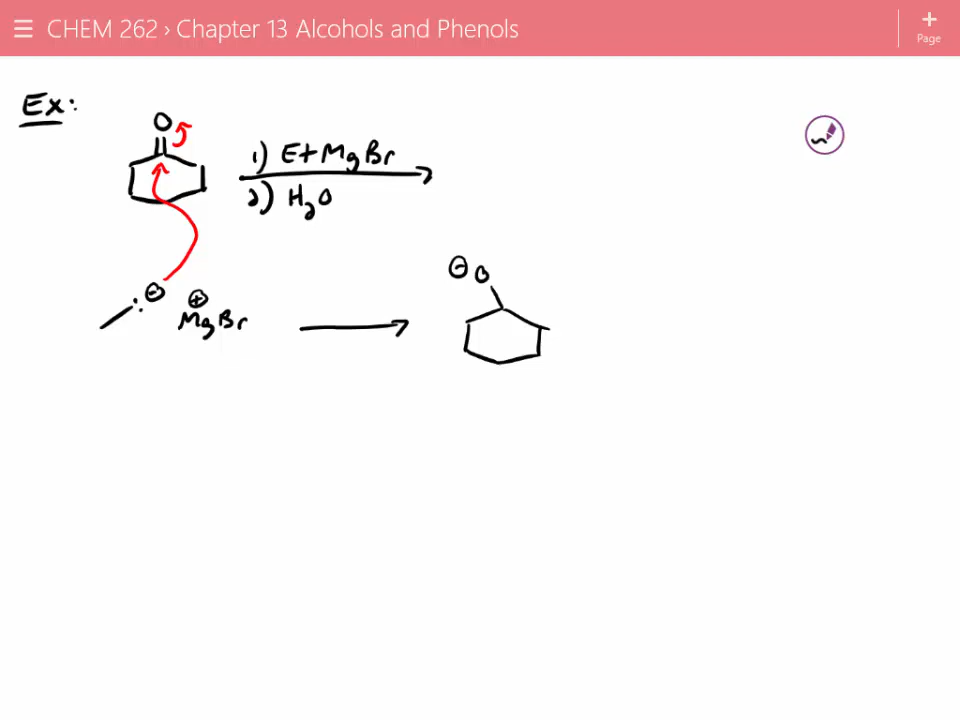 ☰ CHEM 262 › Chapter 13 Alcohols and Phenols
+
Page
Ex:
O
1) EtMgBr
2) H₂O
⊖ O
:⊖ ⊕
MgBr